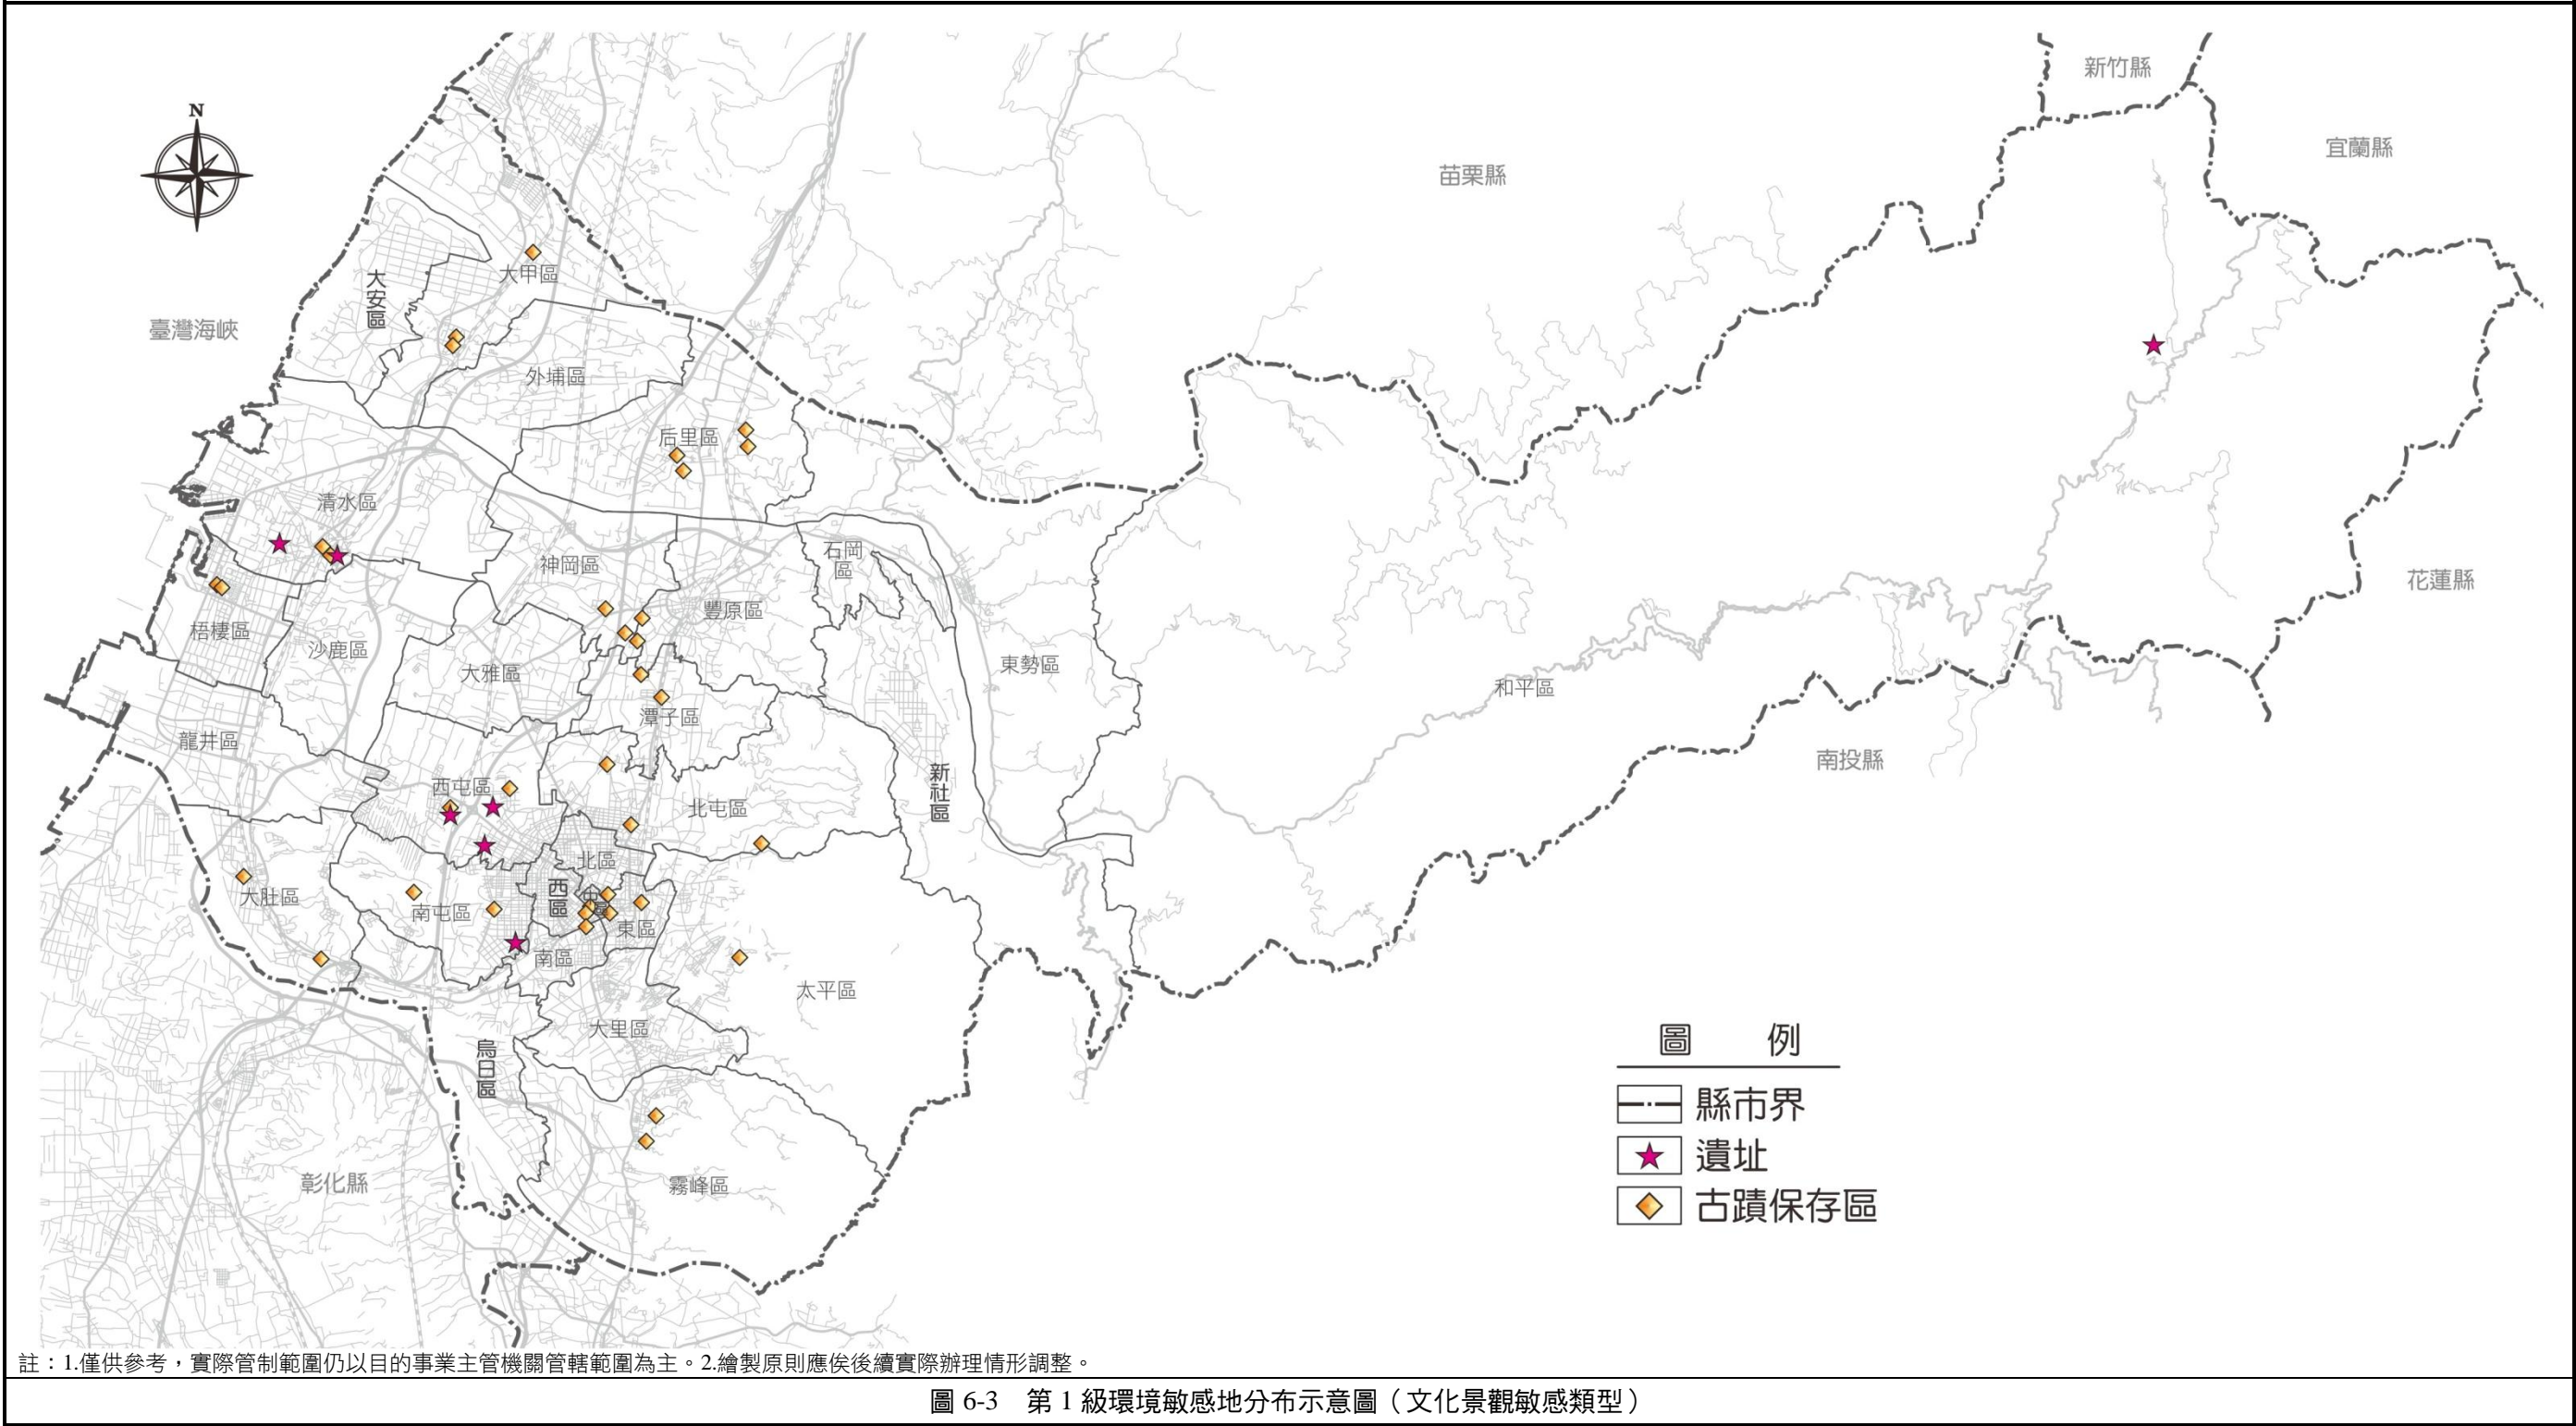 N
新竹縣
宜蘭縣
苗栗縣
大甲區
大安區
臺灣海峽
外埔區
后里區
清水區
石岡
區
神岡區
花蓮縣
豐原區
梧棲區
沙鹿區
東勢區
大雅區
和平區
潭子區
龍井區
南投縣
西屯區
新社區
北屯區
北區
西區
大肚區
南屯區
東區
南區
太平區
大里區
烏日區
彰化縣
霧峰區
圖 例
縣市界
遺址
古蹟保存區
註：1.僅供參考，實際管制範圍仍以目的事業主管機關管轄範圍為主。2.繪製原則應俟後續實際辦理情形調整。
圖 6-3 第 1 級環境敏感地分布示意圖（文化景觀敏感類型）